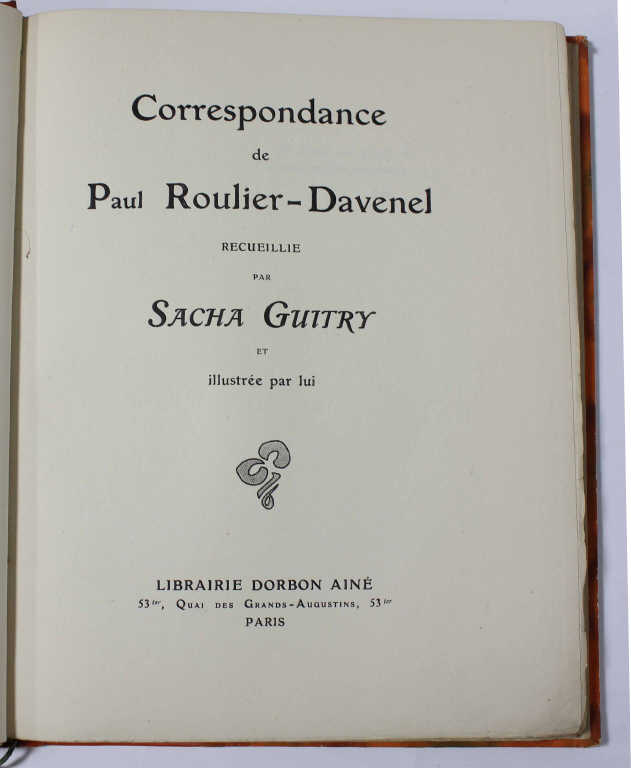 Correspondance
de
Paul Roulier-Davenel
RECUEILLIE
PAR
SACHA GUITRY
ET
illustrée par lui
LIBRAIRIE DORBON AINÉ
53ter, QUAI DES GRANDS-AUGUSTINS, 53ter
PARIS